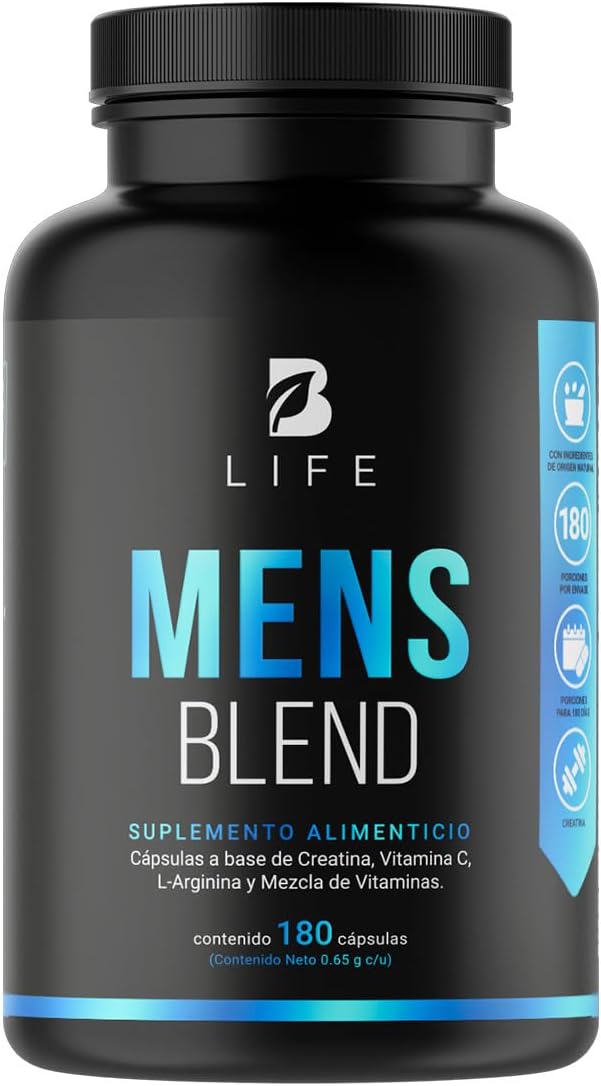 B
LIFE
MENS
BLEND
SUPLEMENTO ALIMENTICIO
Cápsulas a base de Creatina, Vitamina C,
L-Arginina y Mezcla de Vitaminas.
contenido 180 cápsulas
(Contenido Neto 0.65 g c/u)
CON INGREDIENTES
DE ORIGEN NATURAL
180
PORCIONES
POR ENVASE
PORCIONES
PARA 180 DÍAS
CREATINA